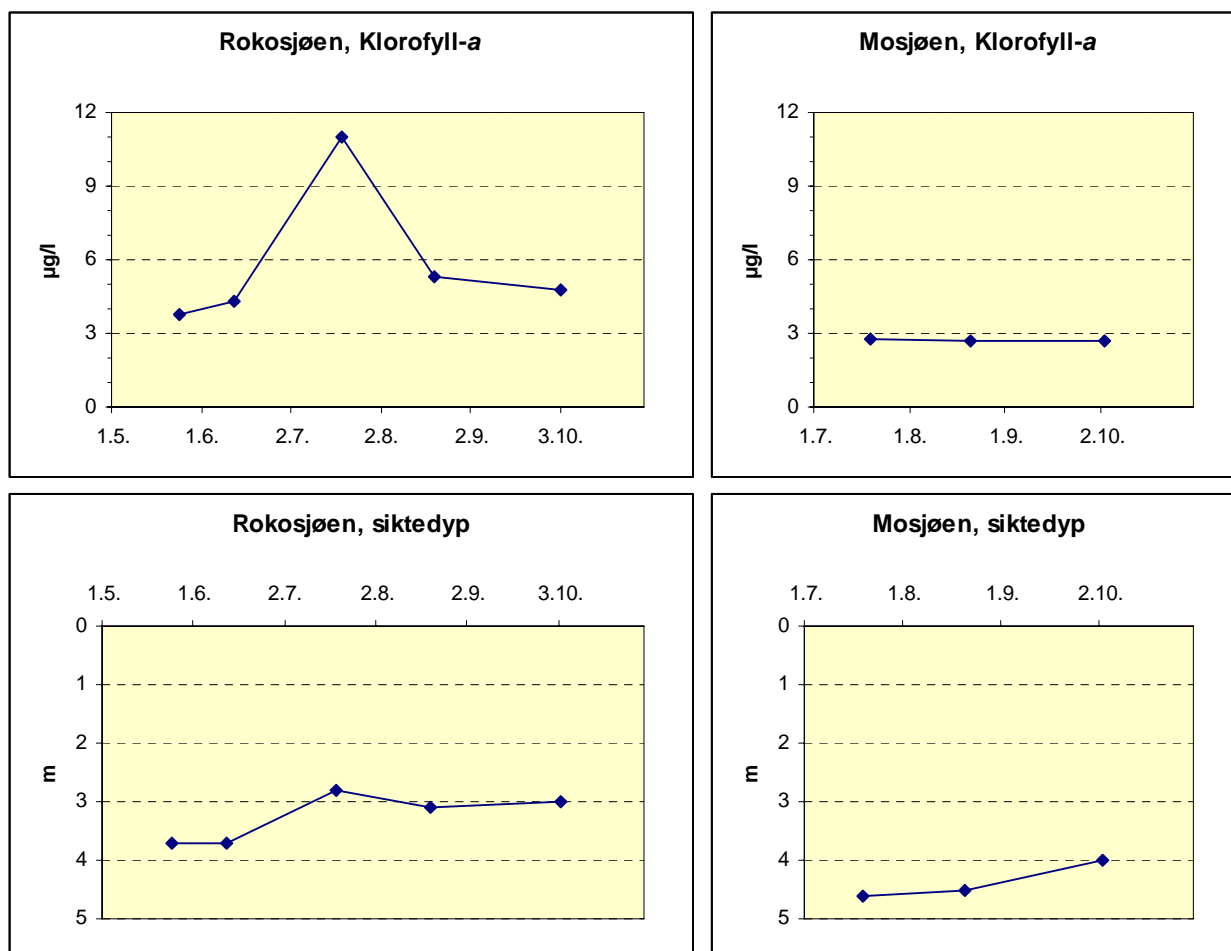 Rokosjøen, Klorofyll-a
12
9
6
3
0
µg/l
1.5. 1.6. 2.7. 2.8. 2.9. 3.10.
Mosjøen, Klorofyll-a
12
9
6
3
0
µg/l
1.7. 1.8. 1.9. 2.10.
Rokosjøen, siktedyp
1.5. 1.6. 2.7. 2.8. 2.9. 3.10.
0
1
2
3
4
5
m
Mosjøen, siktedyp
1.7. 1.8. 1.9. 2.10.
0
1
2
3
4
5
m